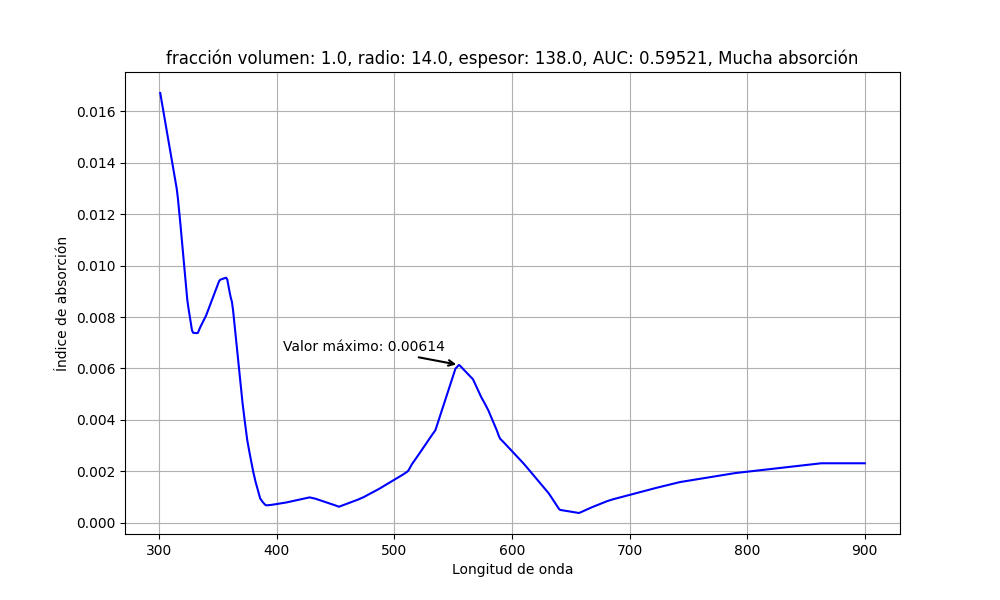 fracción volumen: 1.0, radio: 14.0, espesor: 138.0, AUC: 0.59521, Mucha absorción
Índice de absorción
0.016
0.014
0.012
0.010
0.008
0.006
0.004
0.002
0.000
Valor máximo: 0.00614
300 400 500 600 700 800 900
Longitud de onda